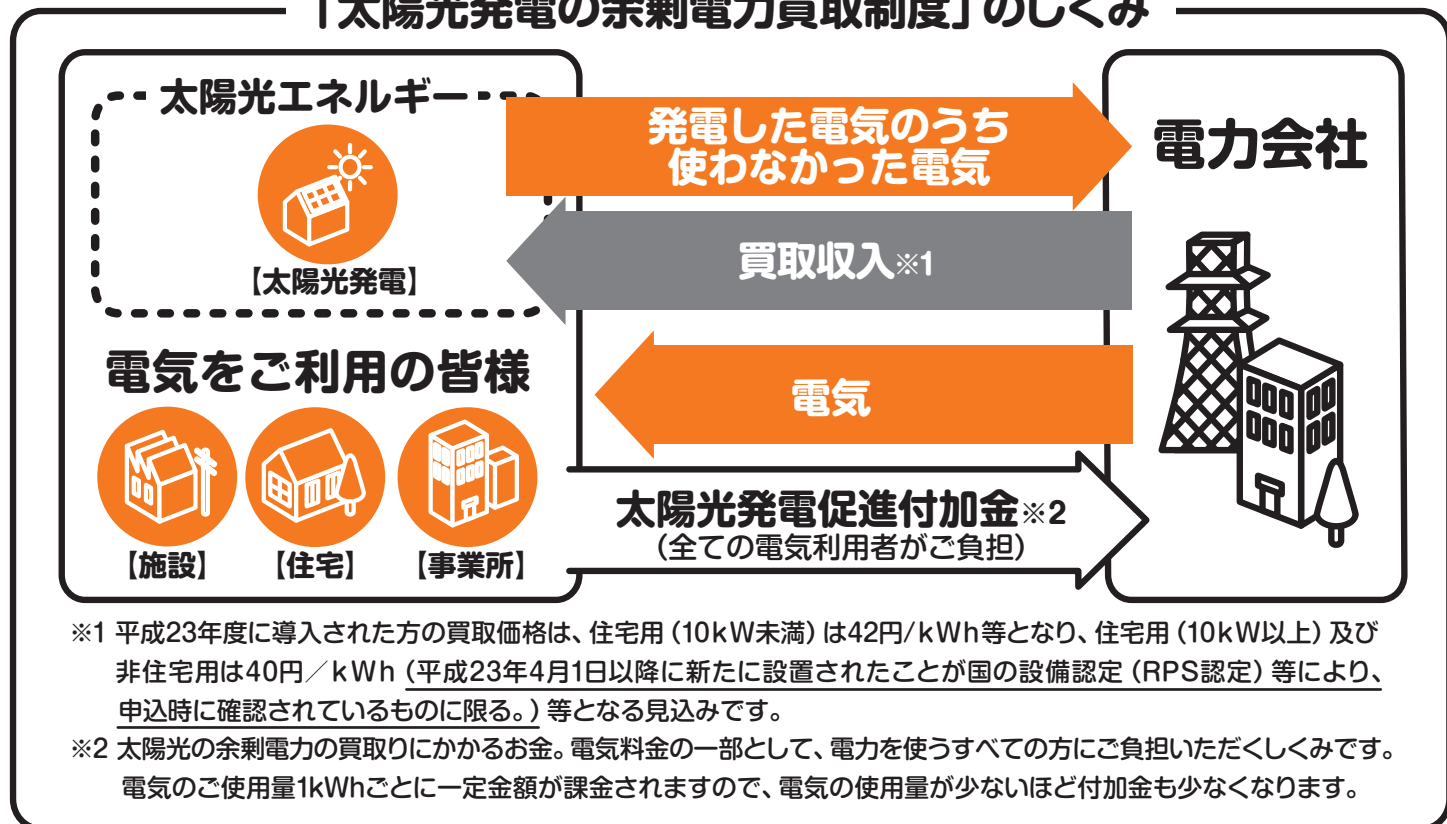 「太陽光発電の余剰電力買取制度」のしくみ
太陽光エネルギー
【太陽光発電】
発電した電気のうち
使わなかった電気
買取収入※1
電力会社
電気をご利用の皆様
【施設】
【住宅】
【事業所】
電気
太陽光発電促進付加金※2
(全ての電気利用者がご負担)
※1 平成23年度に導入された方の買取価格は、住宅用(10kW未満)は42円/kWh等となり、住宅用(10kW以上)及び
非住宅用は40円/kWh(平成23年4月1日以降に新たに設置されたことが国の設備認定(RPS認定)等により、
申込時に確認されているものに限る。)等となる見込みです。
※2 太陽光の余剰電力の買取りにかかるお金。電気料金の一部として、電力を使うすべての方にご負担いただくしくみです。
電気のご使用量1kWhごとに一定金額が課金されますので、電気の使用量が少ないほど付加金も少なくなります。